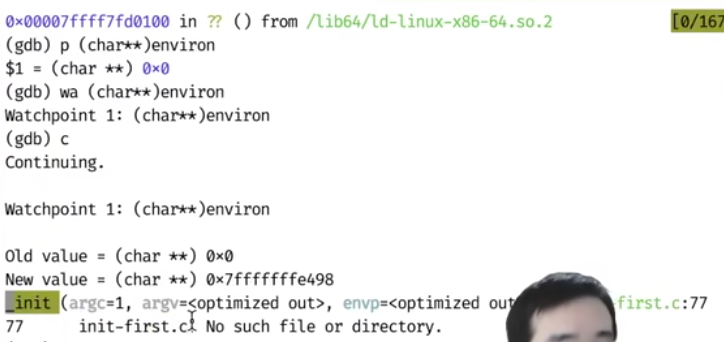 0x00007ffff7fd0100 in ?? () from /lib64/ld-linux-x86-64.so.2 [0/167
(gdb) p (char**)environ
$1 = (char **) 0x0
(gdb) wa (char**)environ
Watchpoint 1: (char**)environ
(gdb) c
Continuing.
Watchpoint 1: (char**)environ
Old value = (char **) 0x0
New value = (char **) 0x7fffffffe498
_init (argc=1, argv=<optimized out>, envp=<optimized out first.c:77
77 init-first.c: No such file or directory.